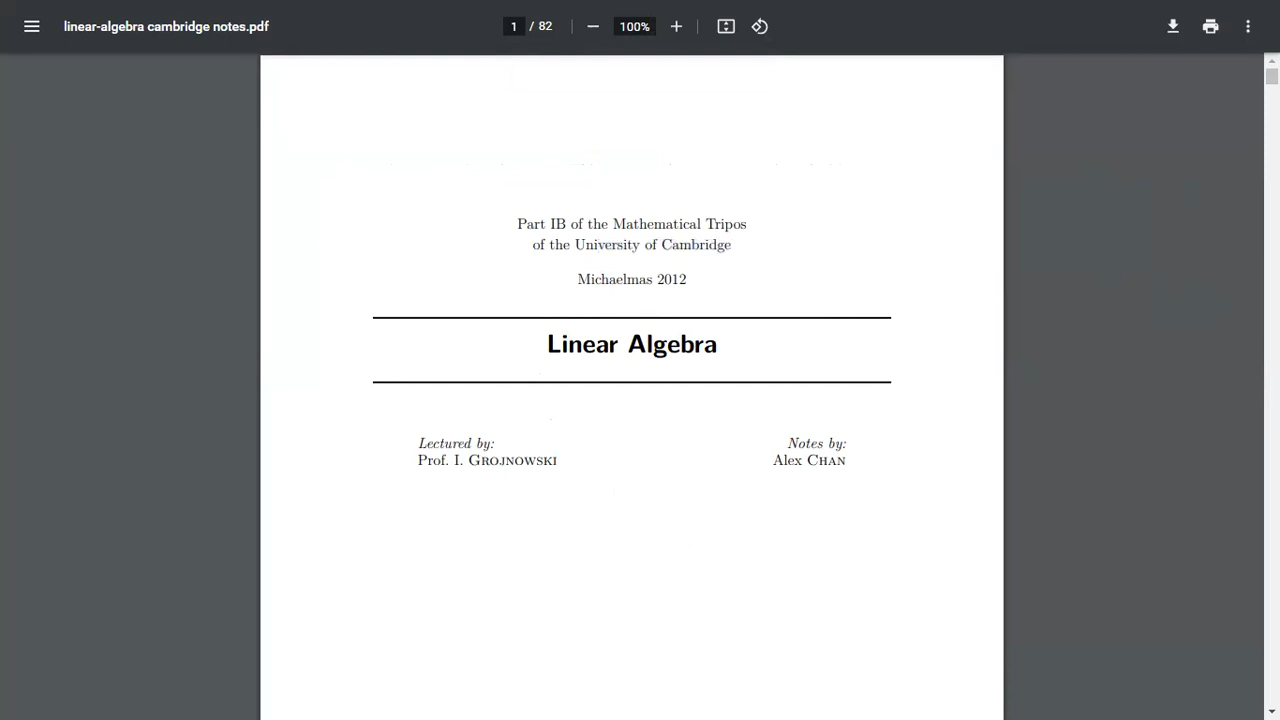 linear-algebra cambridge notes.pdf
1 / 82
100%
Part IB of the Mathematical Tripos
of the University of Cambridge
Michaelmas 2012
Linear Algebra
Lectured by:
Prof. I. GROJNOWSKI
Notes by:
Alex CHAN